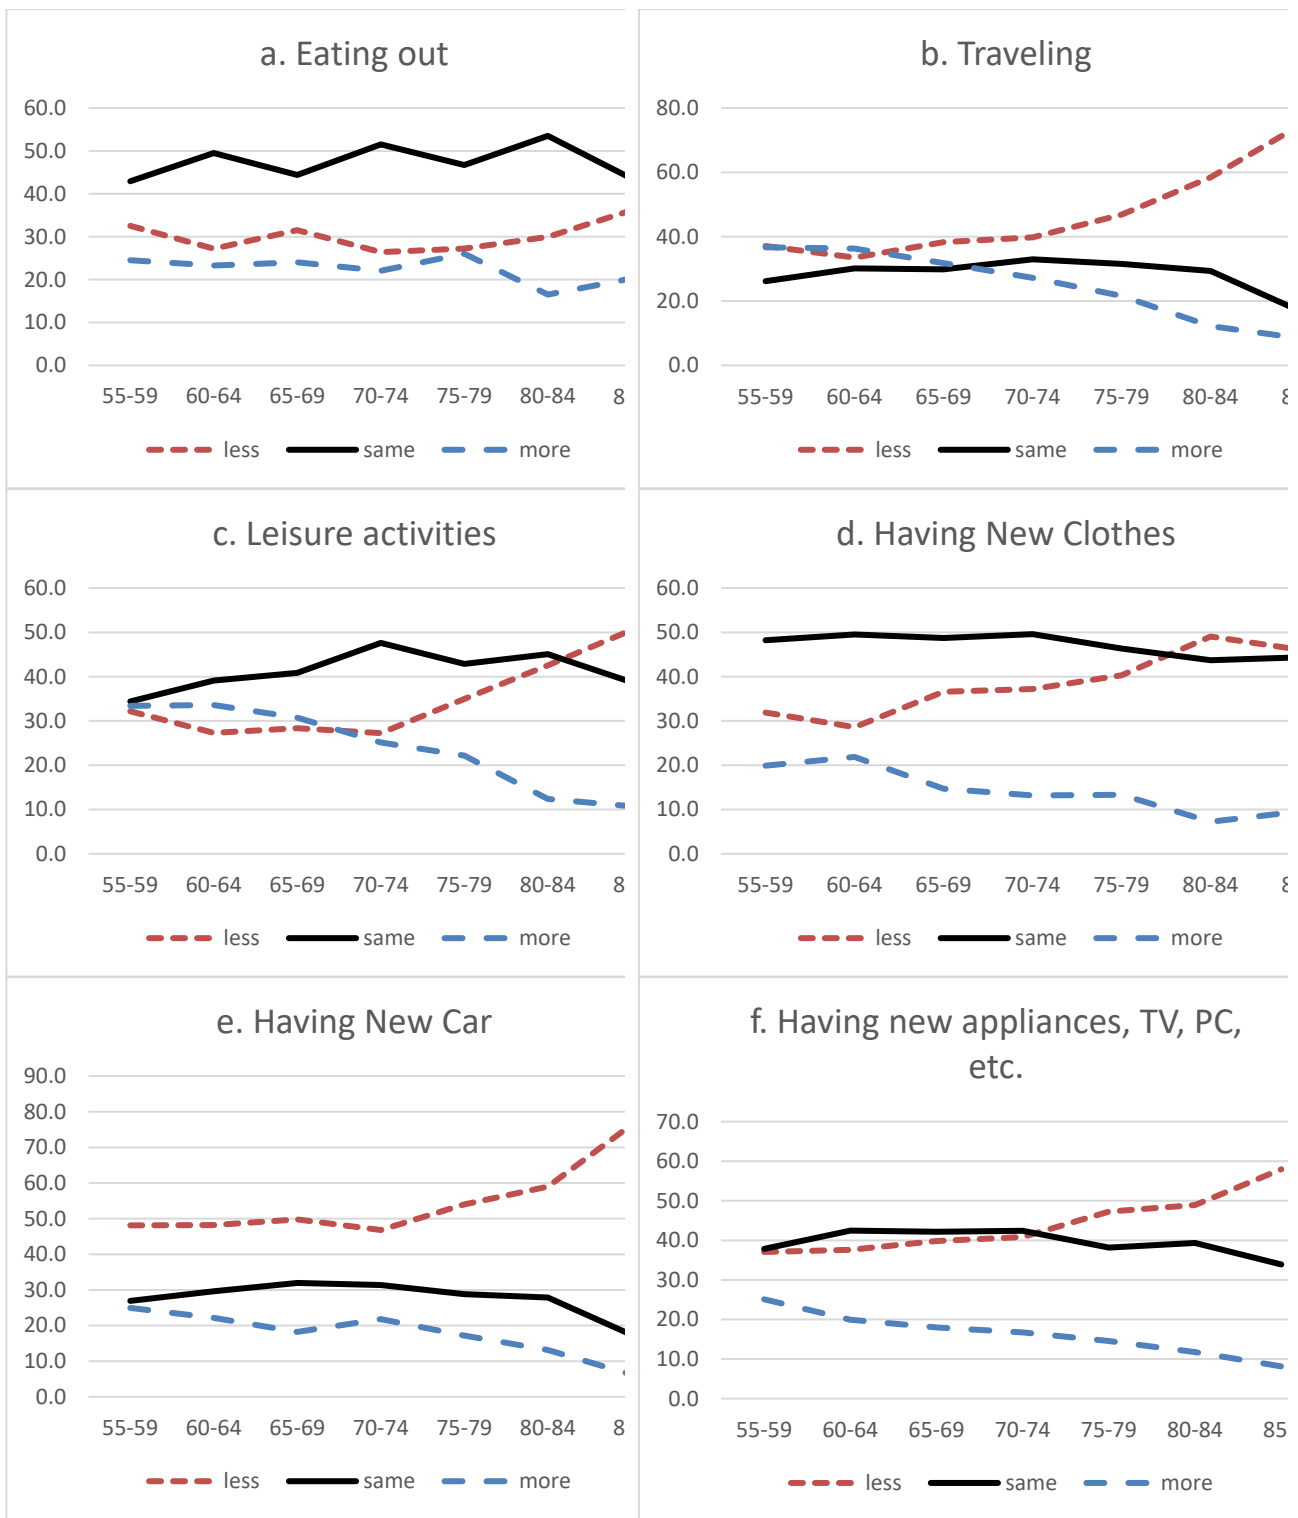 a. Eating out
60.0
50.0
40.0
30.0
20.0
10.0
0.0
55-59 60-64 65-69 70-74 75-79 80-84 8
less same more
b. Traveling
80.0
60.0
40.0
20.0
0.0
55-59 60-64 65-69 70-74 75-79 80-84 8
less same more
c. Leisure activities
60.0
50.0
40.0
30.0
20.0
10.0
0.0
55-59 60-64 65-69 70-74 75-79 80-84 8
less same more
d. Having New Clothes
60.0
50.0
40.0
30.0
20.0
10.0
0.0
55-59 60-64 65-69 70-74 75-79 80-84 8
less same more
e. Having New Car
90.0
80.0
70.0
60.0
50.0
40.0
30.0
20.0
10.0
0.0
55-59 60-64 65-69 70-74 75-79 80-84 8
less same more
f. Having new appliances, TV, PC,
etc.
70.0
60.0
50.0
40.0
30.0
20.0
10.0
0.0
55-59 60-64 65-69 70-74 75-79 80-84 85
less same more